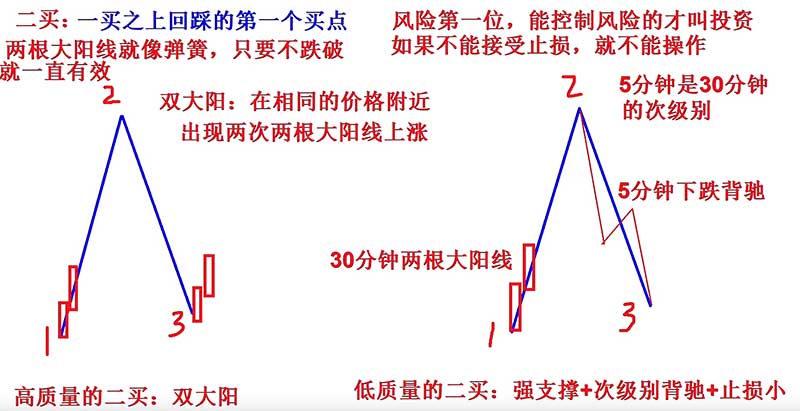 二买：一买之上回踩的第一个买点
两根大阳线就像弹簧，只要不跌破
就一直有效
2
双大阳：在相同的价格附近
出现两次两根大阳线上涨
1
3
高质量的二买：双大阳
风险第一位，能控制风险的才叫投资
如果不能接受止损，就不能操作
2
5分钟是30分钟
的次级别
5分钟下跌背驰
30分钟两根大阳线
1
3
低质量的二买：强支撑+次级别背驰+止损小